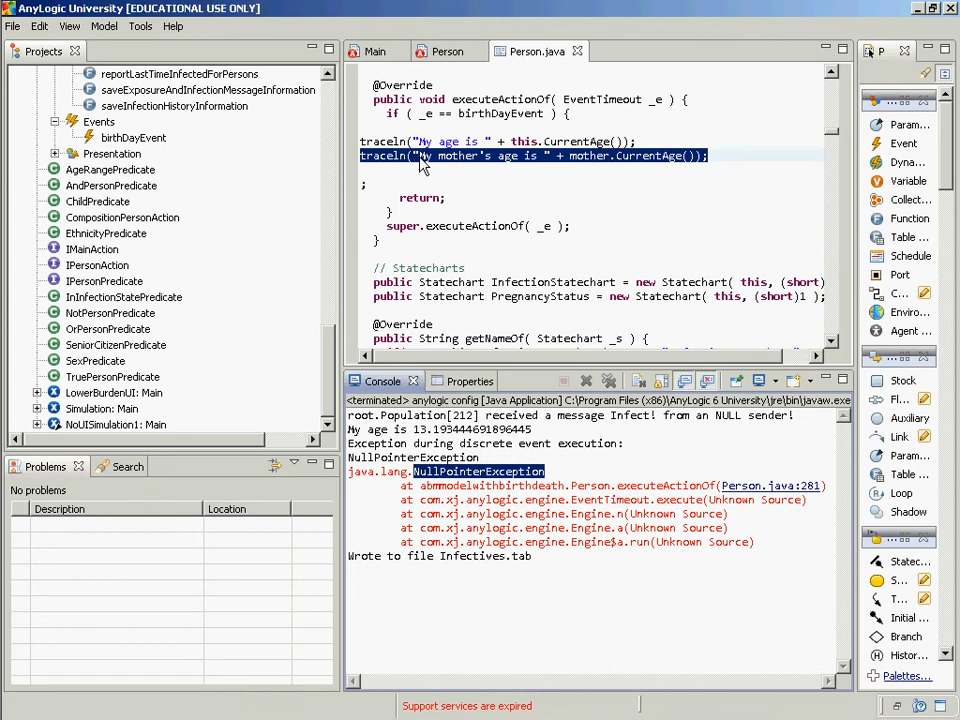 AnyLogic University [EDUCATIONAL USE ONLY]
File Edit View Model Tools Help
Projects
reportLastTimeInfectedForPersons
saveExposureAndInfectionMessageInformation
saveInfectionHistoryInformation
Events
birthDayEvent
Presentation
AgeRangePredicate
AndPersonPredicate
ChildPredicate
CompositionPersonAction
EthnicityPredicate
IMainAction
IPersonAction
IPersonPredicate
InInfectionStatePredicate
NotPersonPredicate
OrPersonPredicate
SeniorCitizenPredicate
SexPredicate
TruePersonPredicate
LowerBurdenUI: Main
Simulation: Main
NoUISimulation1: Main
Problems Search
No problems
Description Location
Main Person Person.java
@Override
public void executeActionOf( EventTimeout _e ) {
if ( _e == birthDayEvent ) {
traceln("My age is " + this.CurrentAge());
traceln("My mother's age is " + mother.CurrentAge());
;
return;
}
super.executeActionOf( _e );
}
// Statecharts
public Statechart InfectionStatechart = new Statechart( this, (short)
public Statechart PregnancyStatus = new Statechart( this, (short)1 );
@Override
public String getNameOf( Statechart _s ) {
Console Properties
<terminated> anylogic config [Java Application] C:\Program Files (x86)\AnyLogic 6 University\jre\bin\javaw.exe
root.Population[212] received a message Infect! from an NULL sender!
My age is 13.193444691896445
Exception during discrete event execution:
NullPointerException
java.lang.NullPointerException
at abmmodelwithbirthdeath.Person.executeActionOf(Person.java:281)
at com.xj.anylogic.engine.EventTimeout.execute(Unknown Source)
at com.xj.anylogic.engine.Engine.n(Unknown Source)
at com.xj.anylogic.engine.Engine.a(Unknown Source)
at com.xj.anylogic.engine.Engine$a.run(Unknown Source)
Wrote to file Infectives.tab
P
Param...
Event
Dyna...
Variable
Collect...
Function
Table ...
Schedule
Port
C...
Enviro...
Agent ...
Stock
Fl...
Auxiliary
Link
Param...
Table ...
Loop
Shadow
Statec...
S...
T...
Initial ...
Branch
Histor...
Palettes...
Support services are expired